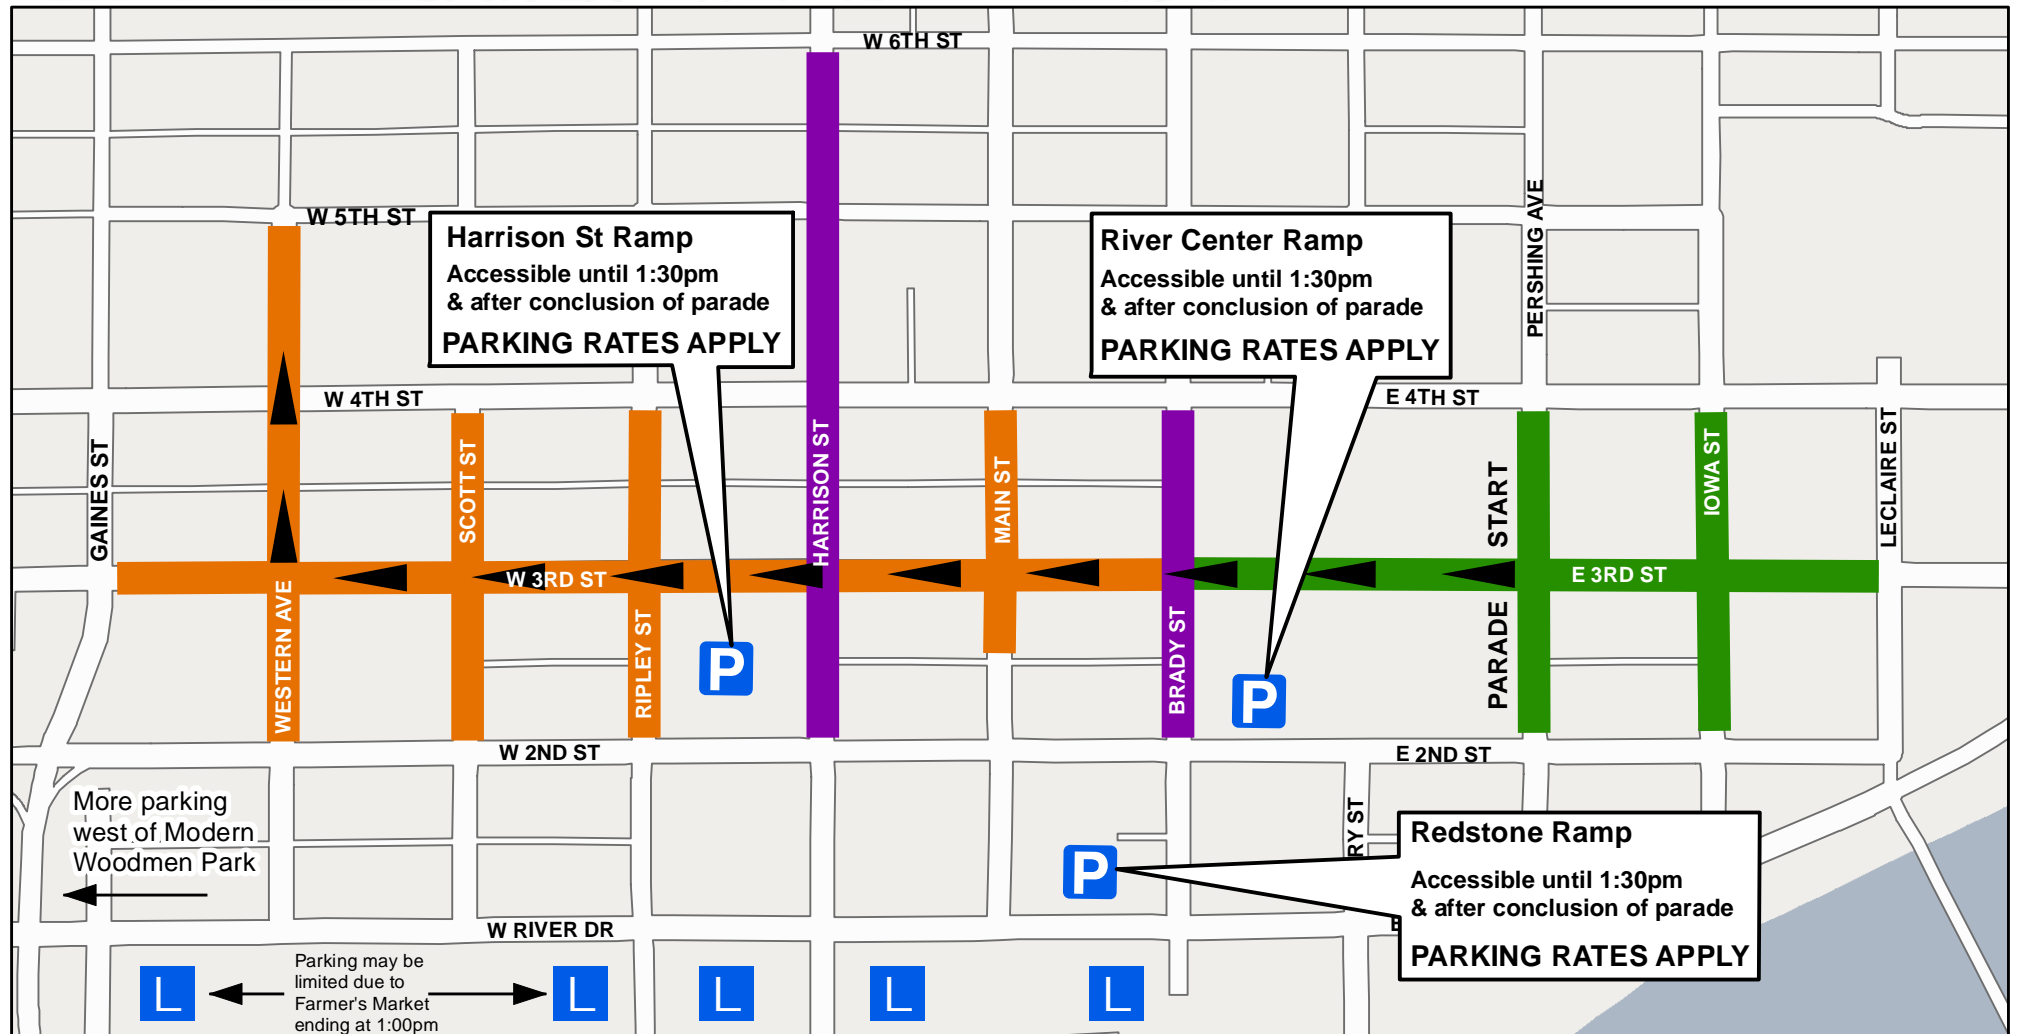 W 6TH ST
W 5TH ST
Harrison St Ramp
Accessible until 1:30pm
& after conclusion of parade
PARKING RATES APPLY
River Center Ramp
Accessible until 1:30pm
& after conclusion of parade
PARKING RATES APPLY
PERSHING AVE
W 4TH ST
E 4TH ST
GAINES ST
SCOTT ST
HARRISON ST
MAIN ST
START
IOWA ST
LECLAIRE ST
W 3RD ST
E 3RD ST
WESTERN AVE
RIPLEY ST
P
BRADY ST
P
PARADE
W 2ND ST
E 2ND ST
More parking
west of Modern
Woodmen Park
RY ST
P
Redstone Ramp
Accessible until 1:30pm
& after conclusion of parade
PARKING RATES APPLY
W RIVER DR
E
L
Parking may be
limited due to
Farmer's Market
ending at 1:00pm
L
L
L
L